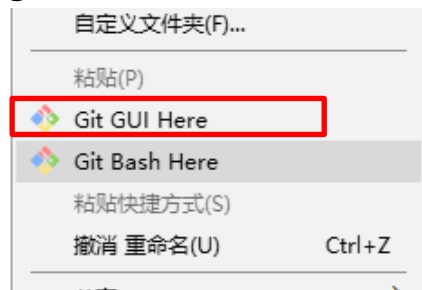 自定义文件夹(F)...
粘贴(P)
Git GUI Here
Git Bash Here
粘贴快捷方式(S)
撤消 重命名(U) Ctrl+Z